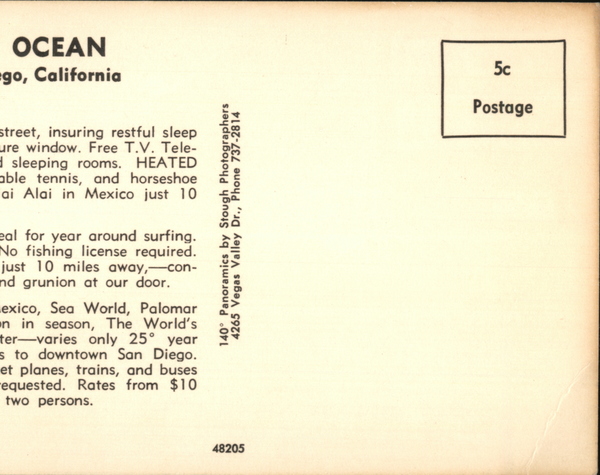 OCEAN
ego, California
street, insuring restful sleep
ure window. Free T.V. Tele-
d sleeping rooms. HEATED
able tennis, and horseshoe
ai Alai in Mexico just 10
eal for year around surfing.
No fishing license required.
just 10 miles away,—con-
nd grunion at our door.
exico, Sea World, Palomar
on in season, The World's
ter—varies only 25° year
s to downtown San Diego.
et planes, trains, and buses
equested. Rates from $10
two persons.
140° Panoramics by Stough Photographers
4265 Vegas Valley Dr., Phone 737-2814
5c
Postage
48205